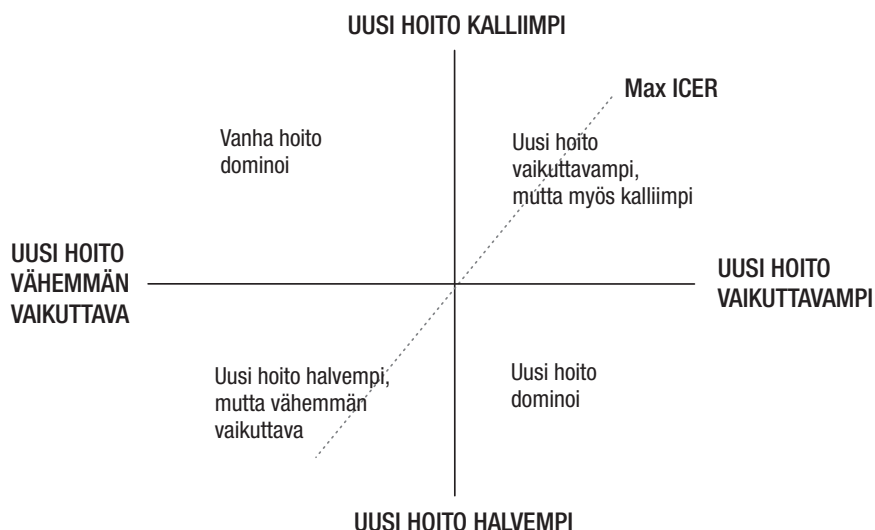 UUSI HOITO KALLIIMPI
Max ICER
Vanha hoito
dominoi
Uusi hoito
vaikuttavampi,
mutta myös kalliimpi
UUSI HOITO
VÄHEMMÄN
VAIKUTTAVA
UUSI HOITO
VAIKUTTAVAMPI
Uusi hoito halvempi,
mutta vähemmän
vaikuttava
Uusi hoito
dominoi
UUSI HOITO HALVEMPI